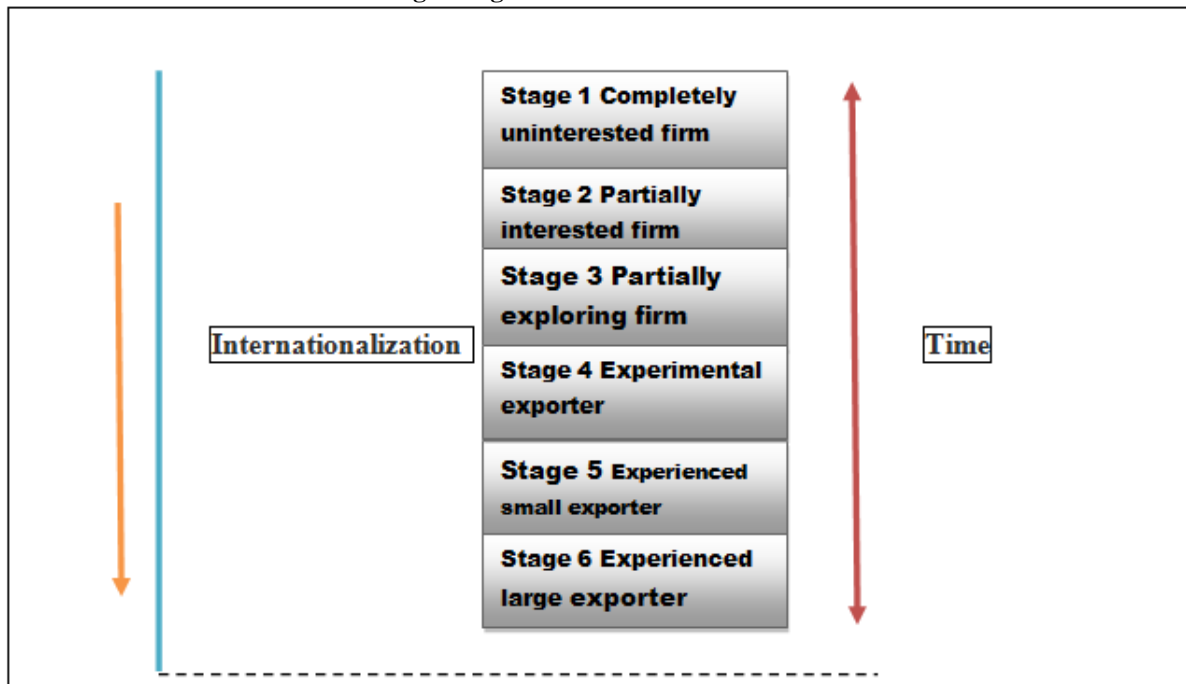 Stage 1 Completely
uninterested firm
Stage 2 Partially
interested firm
Stage 3 Partially
exploring firm
Internationalization
Time
Stage 4 Experimental
exporter
Stage 5 Experienced
small exporter
Stage 6 Experienced
large exporter